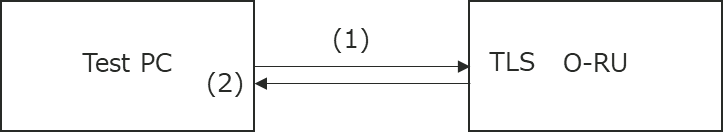 (1)
Test PC
TLS O-RU
(2)